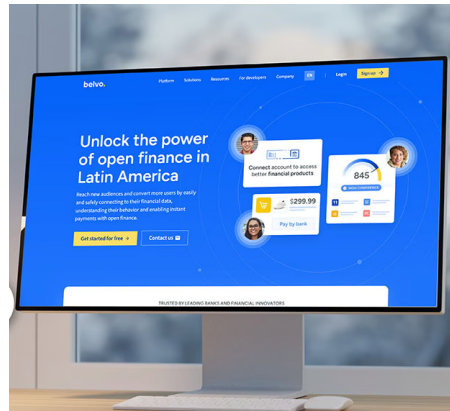 belvo.
Platform Solutions Resources For developers Company EN Login Sign up →
Unlock the power
of open finance in
Latin America
Reach new audiences and convert more users by easily
and safely connecting to their financial data,
understanding their behavior and enabling instant
payments with open finance.
Get started for free → Contact us
Connect account to access
better financial products
$299.99
Pay by bank
845
HIGH CONFIDENCE
TRUSTED BY LEADING BANKS AND FINANCIAL INNOVATORS